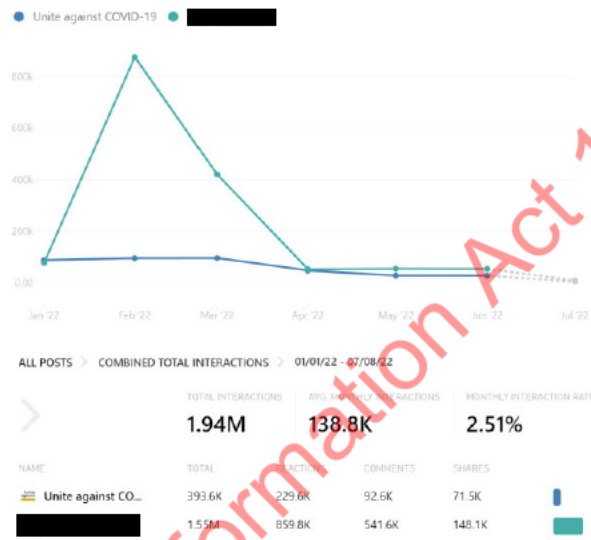 Unite against COVID-19
800k
600k
400k
200k
0.00
Jan '22 Feb '22 Mar '22 Apr '22 May '22 Jun '22 Jul '22
ALL POSTS > COMBINED TOTAL INTERACTIONS > 01/01/22 - 07/08/22
TOTAL INTERACTIONS AVG. MONTHLY INTERACTIONS MONTHLY INTERACTION RATE
1.94M 138.8K 2.51%
NAME TOTAL REACTIONS COMMENTS SHARES
Unite against CO... 393.6K 229.6K 92.6K 71.5K
1.55M 859.8K 541.6K 148.1K
formation Act 1